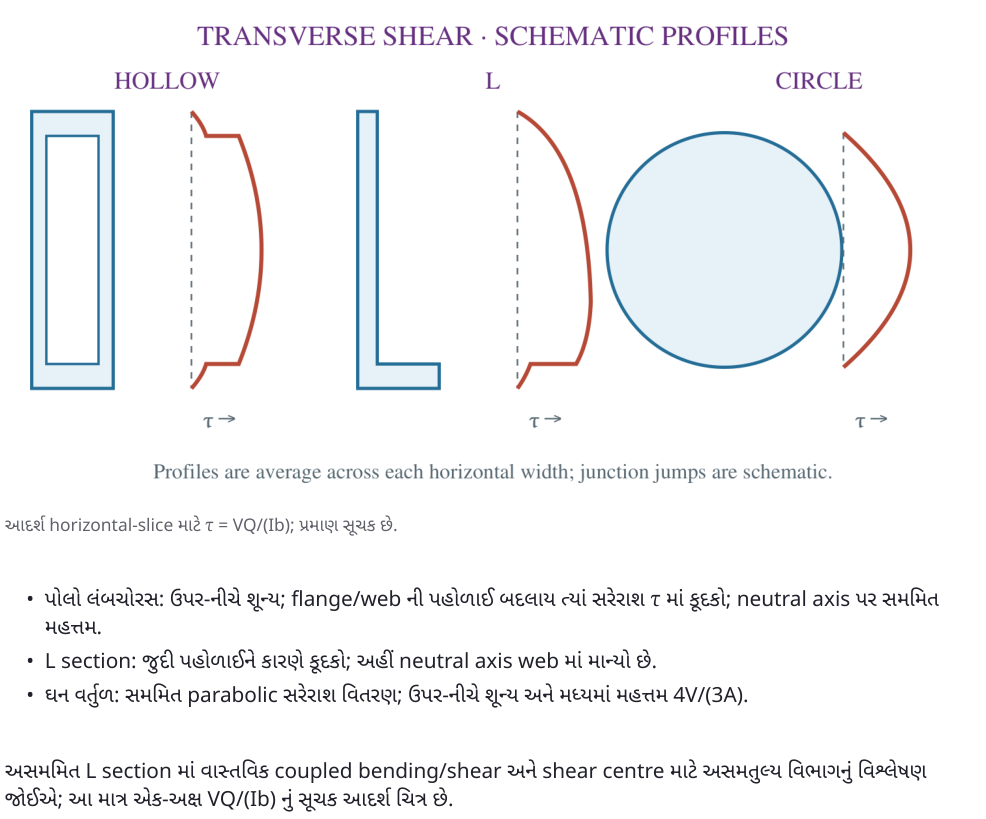 TRANSVERSE SHEAR · SCHEMATIC PROFILES
HOLLOW L CIRCLE
τ → τ → τ →
Profiles are average across each horizontal width; junction jumps are schematic.
આદર્શ horizontal-slice માટે τ = VQ/(Ib); પ્રમાણ સૂચક છે.
• પોલો લંબચોરસ: ઉપર-નીચે શૂન્ય; flange/web ની પહોળાઈ બદલાય ત્યાં સરેરાશ τ માં કૂદકો; neutral axis પર સમમિત
મહત્તમ.
• L section: જુદી પહોળાઈને કારણે કૂદકો; અહીં neutral axis web માં માન્યો છે.
• ઘન વર્તુળ: સમમિત parabolic સરેરાશ વિતરણ; ઉપર-નીચે શૂન્ય અને મધ્યમાં મહત્તમ 4V/(3A).
અસમમિત L section માં વાસ્તવિક coupled bending/shear અને shear centre માટે અસમતુલ્ય વિભાગનું વિશ્લેષણ
જોઈએ; આ માત્ર એક-અક્ષ VQ/(Ib) નું સૂચક આદર્શ ચિત્ર છે.